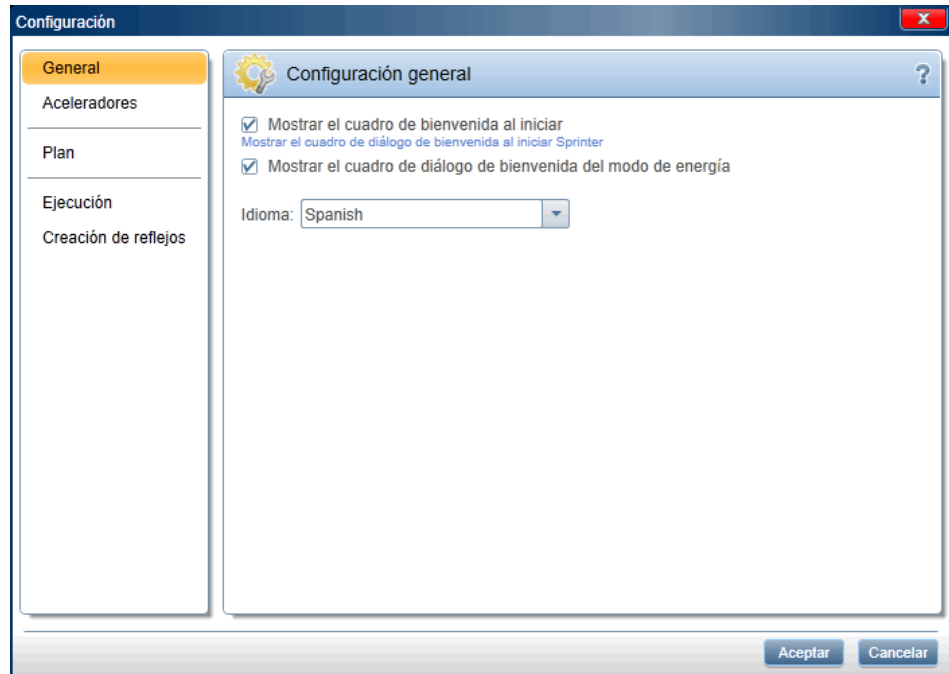 Configuración
General
Aceleradores
Plan
Ejecución
Creación de reflejos
Configuración general
?
Mostrar el cuadro de bienvenida al iniciar
Mostrar el cuadro de diálogo de bienvenida al iniciar Sprinter
Mostrar el cuadro de diálogo de bienvenida del modo de energía
Idioma: Spanish
Aceptar Cancelar